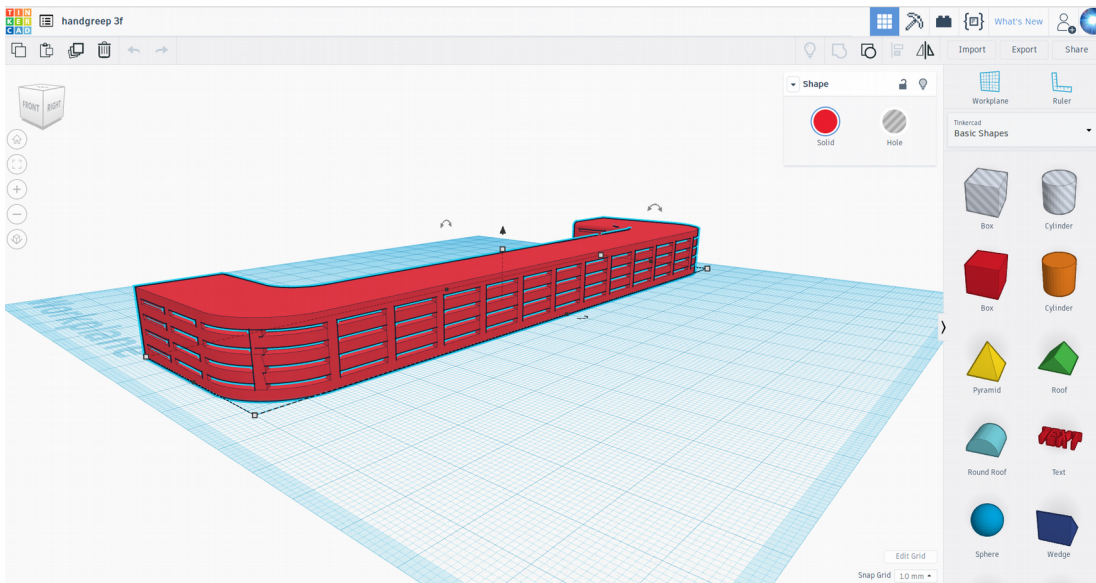 TIN
KER
CAD
handgreep 3f
What's New
Import
Export
Share
FRONT
RIGHT
Shape
Solid
Hole
Workplane
Ruler
Tinkercad
Basic Shapes
Box
Cylinder
Box
Cylinder
Pyramid
Roof
Round Roof
TEXT
Text
Sphere
Wedge
Workplane
Edit Grid
Snap Grid
1.0 mm